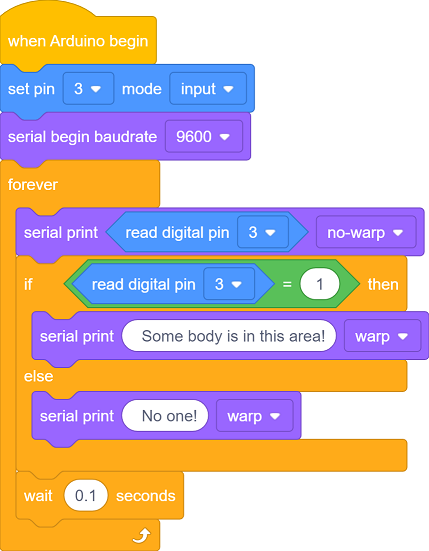 when Arduino begin
set pin 3 mode input
serial begin baudrate 9600
forever
serial print read digital pin 3 no-warp
if read digital pin 3 = 1 then
serial print Some body is in this area! warp
else
serial print No one! warp
wait 0.1 seconds